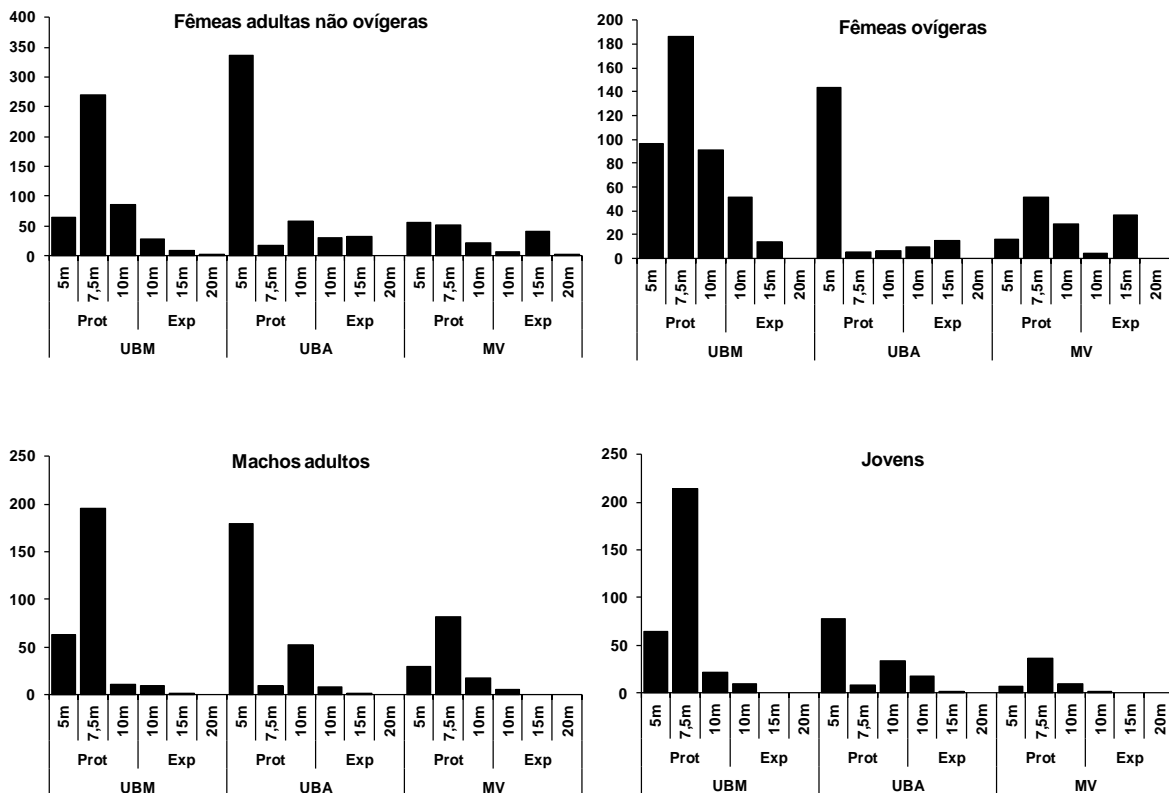 Fêmeas adultas não ovígeras
400
350
300
250
200
150
100
50
0
5m 7,5m 10m 10m 15m 20m 5m 7,5m 10m 10m 15m 20m 5m 7,5m 10m 10m 15m 20m
Prot Exp Prot Exp Prot Exp
UBM UBA MV
Fêmeas ovígeras
200
180
160
140
120
100
80
60
40
20
0
5m 7,5m 10m 10m 15m 20m 5m 7,5m 10m 10m 15m 20m 5m 7,5m 10m 10m 15m 20m
Prot Exp Prot Exp Prot Exp
UBM UBA MV
Machos adultos
250
200
150
100
50
0
5m 7,5m 10m 10m 15m 20m 5m 7,5m 10m 10m 15m 20m 5m 7,5m 10m 10m 15m 20m
Prot Exp Prot Exp Prot Exp
UBM UBA MV
Jovens
250
200
150
100
50
0
5m 7,5m 10m 10m 15m 20m 5m 7,5m 10m 10m 15m 20m 5m 7,5m 10m 10m 15m 20m
Prot Exp Prot Exp Prot Exp
UBM UBA MV